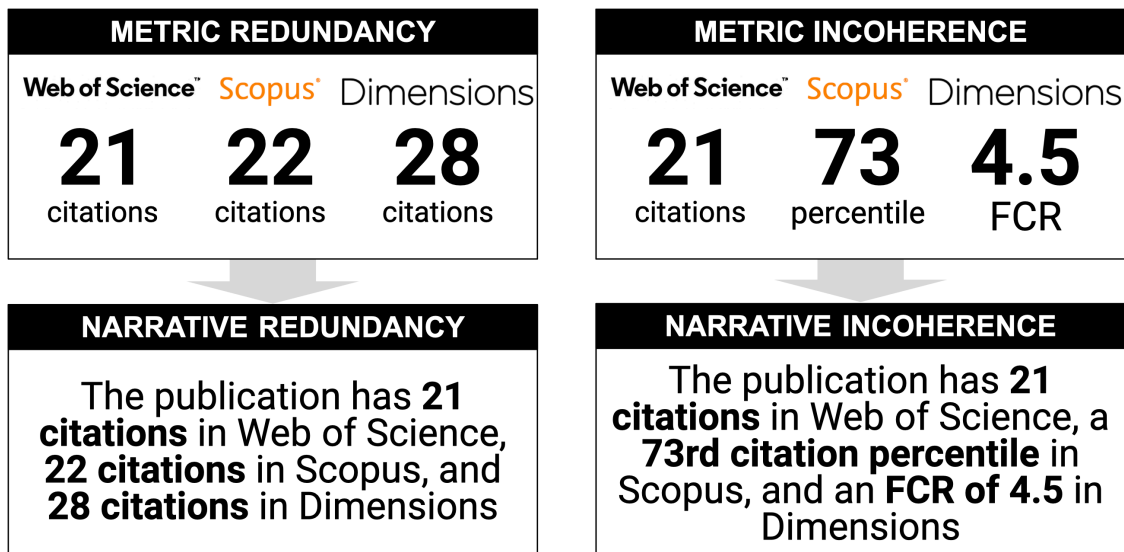 METRIC REDUNDANCY
Web of Science™ Scopus® Dimensions
21 22 28
citations citations citations
NARRATIVE REDUNDANCY
The publication has 21
citations in Web of Science,
22 citations in Scopus, and
28 citations in Dimensions
METRIC INCOHERENCE
Web of Science™ Scopus® Dimensions
21 73 4.5
citations percentile FCR
NARRATIVE INCOHERENCE
The publication has 21
citations in Web of Science, a
73rd citation percentile in
Scopus, and an FCR of 4.5 in
Dimensions